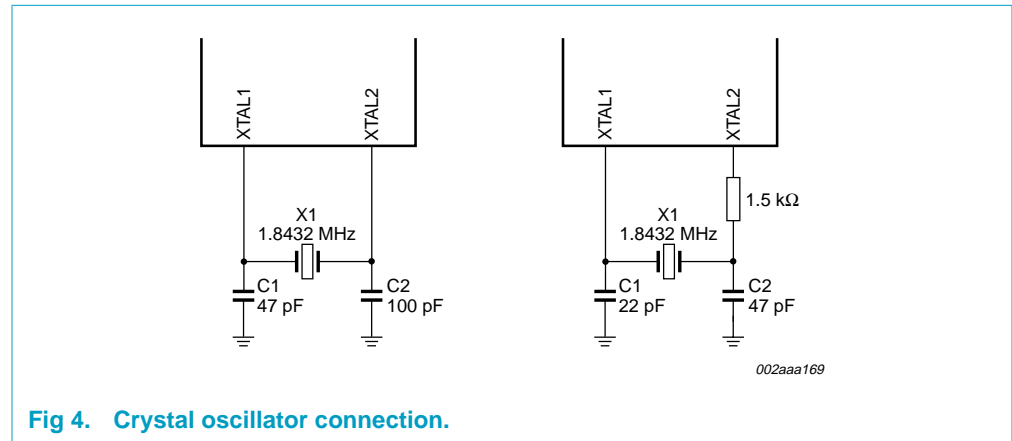 XTAL1
XTAL2
X1
1.8432 MHz
C1
47 pF
C2
100 pF
XTAL1
XTAL2
1.5 kΩ
X1
1.8432 MHz
C1
22 pF
C2
47 pF
002aaa169
Fig 4. Crystal oscillator connection.